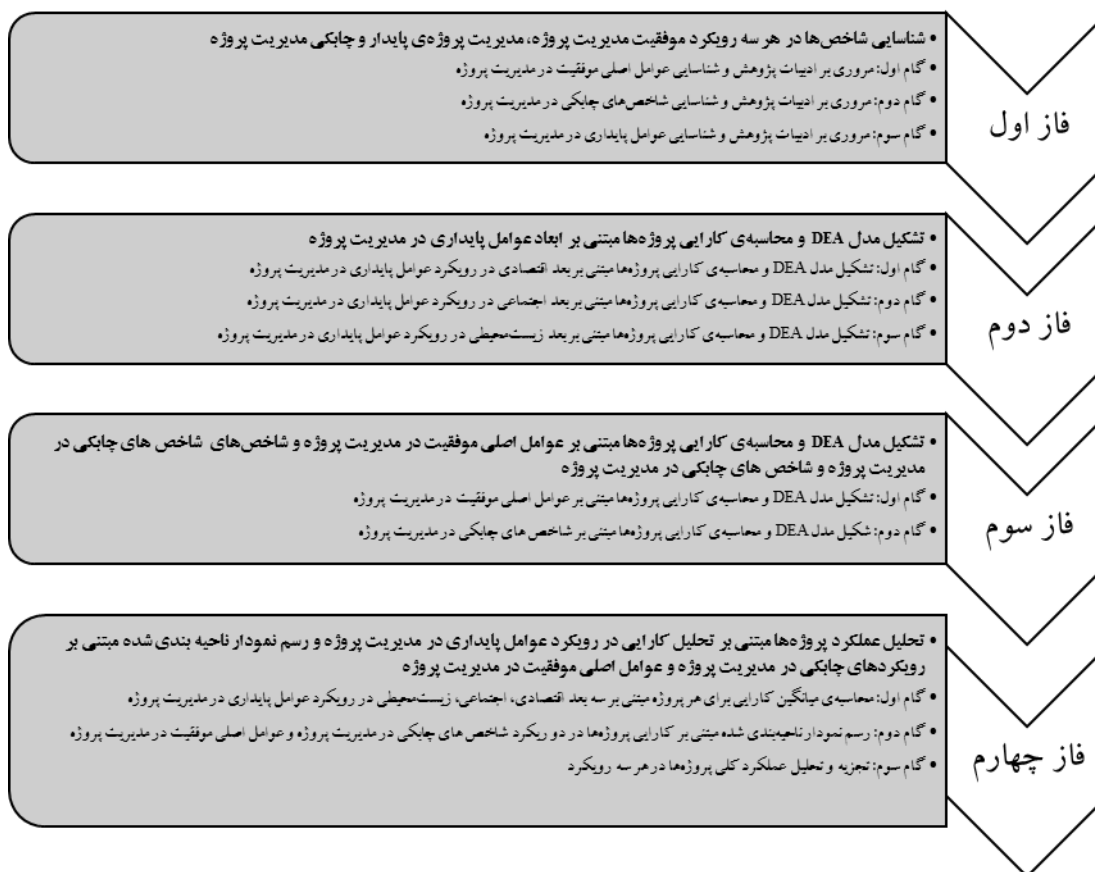 فاز اول
• شناسایی شاخص‌ها در هر سه رویکرد موفقیت مدیریت پروژه، مدیریت پروژه‌ی پایدار و چابکی مدیریت پروژه
• گام اول: مروری بر ادبیات پژوهش و شناسایی عوامل اصلی موفقیت در مدیریت پروژه
• گام دوم: مروری بر ادبیات پژوهش و شناسایی شاخص‌های چابکی در مدیریت پروژه
• گام سوم: مروری بر ادبیات پژوهش و شناسایی عوامل پایداری در مدیریت پروژه
فاز دوم
• تشکیل مدل DEA و محاسبه‌ی کارایی پروژه‌ها مبتنی بر ابعاد عوامل پایداری در مدیریت پروژه
• گام اول: تشکیل مدل DEA و محاسبه‌ی کارایی پروژه‌ها مبتنی بر بعد اقتصادی در رویکرد عوامل پایداری در مدیریت پروژه
• گام دوم: تشکیل مدل DEA و محاسبه‌ی کارایی پروژه‌ها مبتنی بر بعد اجتماعی در رویکرد عوامل پایداری در مدیریت پروژه
• گام سوم: تشکیل مدل DEA و محاسبه‌ی کارایی پروژه‌ها مبتنی بر بعد زیست‌محیطی در رویکرد عوامل پایداری در مدیریت پروژه
فاز سوم
• تشکیل مدل DEA و محاسبه‌ی کارایی پروژه‌ها مبتنی بر عوامل اصلی موفقیت در مدیریت پروژه و شاخص‌های شاخص های چابکی در
مدیریت پروژه و شاخص های چابکی در مدیریت پروژه
• گام اول: تشکیل مدل DEA و محاسبه‌ی کارایی پروژه‌ها مبتنی بر عوامل اصلی موفقیت در مدیریت پروژه
• گام دوم: شکیل مدل DEA و محاسبه‌ی کارایی پروژه‌ها مبتنی بر شاخص های چابکی در مدیریت پروژه
فاز چهارم
• تحلیل عملکرد پروژه‌ها مبتنی بر تحلیل کارایی در رویکرد عوامل پایداری در مدیریت پروژه و رسم نمودار ناحیه بندی شده مبتنی بر
رویکردهای چابکی در مدیریت پروژه و عوامل اصلی موفقیت در مدیریت پروژه
• گام اول: محاسبه‌ی میانگین کارایی برای هر پروژه مبتنی بر سه بعد اقتصادی، اجتماعی، زیست‌محیطی در رویکرد عوامل پایداری در مدیریت پروژه
• گام دوم: رسم نمودار ناحیه‌بندی شده مبتنی بر کارایی پروژه‌ها در دو ریکرد شاخص های چابکی در مدیریت پروژه و عوامل اصلی موفقیت در مدیریت پروژه
• گام سوم: تجزیه و تحلیل عملکرد کلی پروژه‌ها در هر سه رویکرد